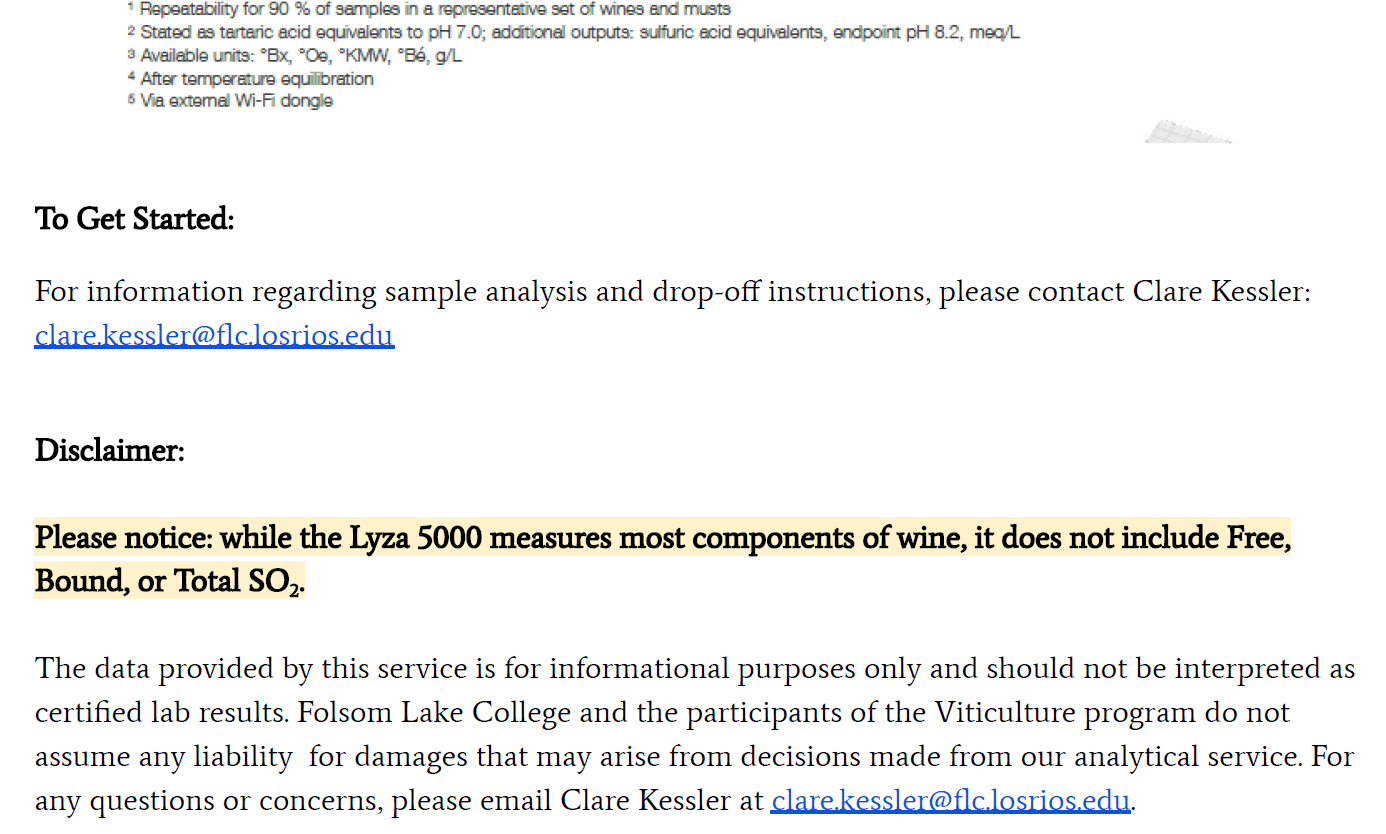 ¹ Repeatability for 90 % of samples in a representative set of wines and musts
² Stated as tartaric acid equivalents to pH 7.0; additional outputs: sulfuric acid equivalents, endpoint pH 8.2, meq/L
³ Available units: °Bx, °Oe, °KMW, °Bé, g/L
⁴ After temperature equilibration
⁵ Via external Wi-Fi dongle
To Get Started:
For information regarding sample analysis and drop-off instructions, please contact Clare Kessler:
clare.kessler@flc.losrios.edu
Disclaimer:
Please notice: while the Lyza 5000 measures most components of wine, it does not include Free,
Bound, or Total SO₂.
The data provided by this service is for informational purposes only and should not be interpreted as
certified lab results. Folsom Lake College and the participants of the Viticulture program do not
assume any liability  for damages that may arise from decisions made from our analytical service. For
any questions or concerns, please email Clare Kessler at clare.kessler@flc.losrios.edu.